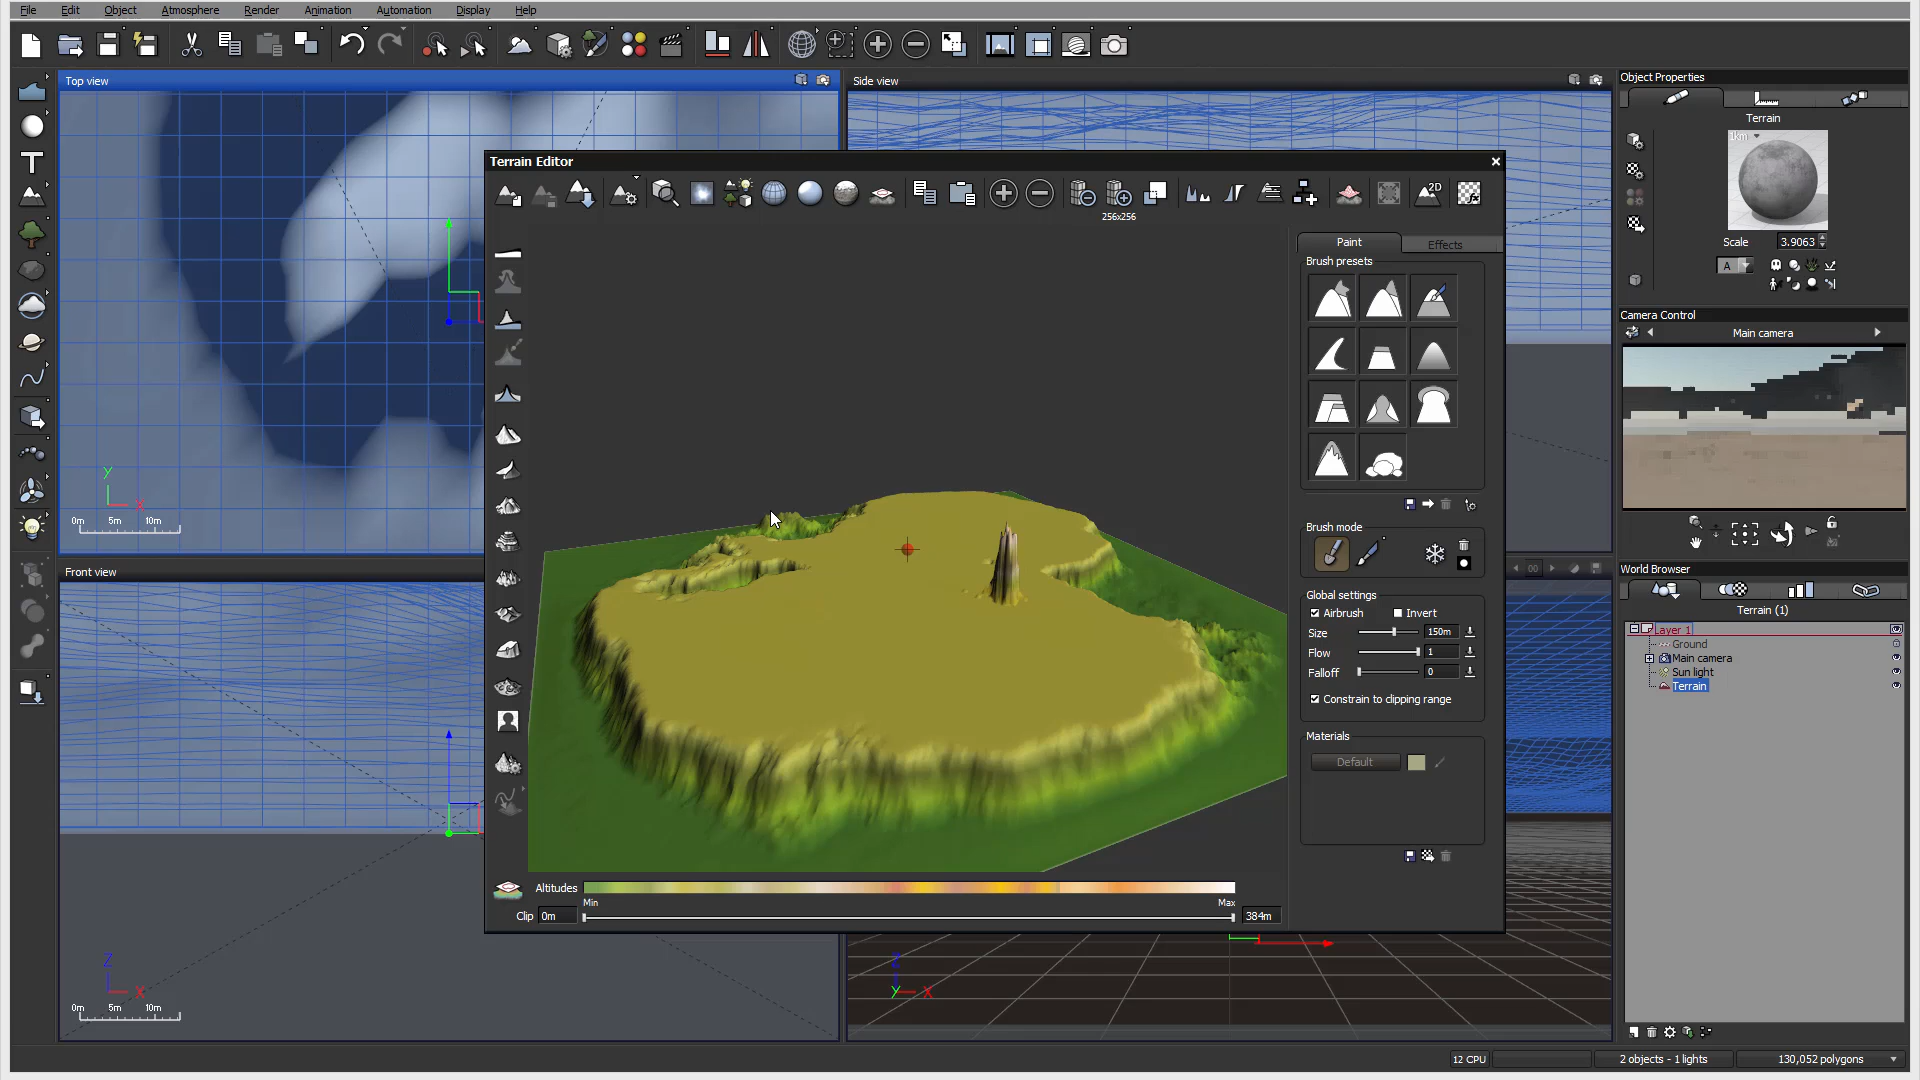 File Edit Object Atmosphere Render Animation Automation Display Help
Top view
Side view
Object Properties
Terrain
1km
Scale 3.9063
A
Terrain Editor
2D
256x256
Paint Effects
Brush presets
Brush mode
Global settings
Airbrush Invert
Size 150m
Flow 1
Falloff 0
Constrain to clipping range
Materials
Default
Altitudes
Min Max
Clip 0m 384m
Y
X
0m 5m 10m
Front view
Z
X
0m 5m 10m
Z
Y X
Camera Control
Main camera
00
World Browser
Terrain (1)
Layer 1
Ground
Main camera
Sun light
Terrain
12 CPU 2 objects - 1 lights 130,052 polygons